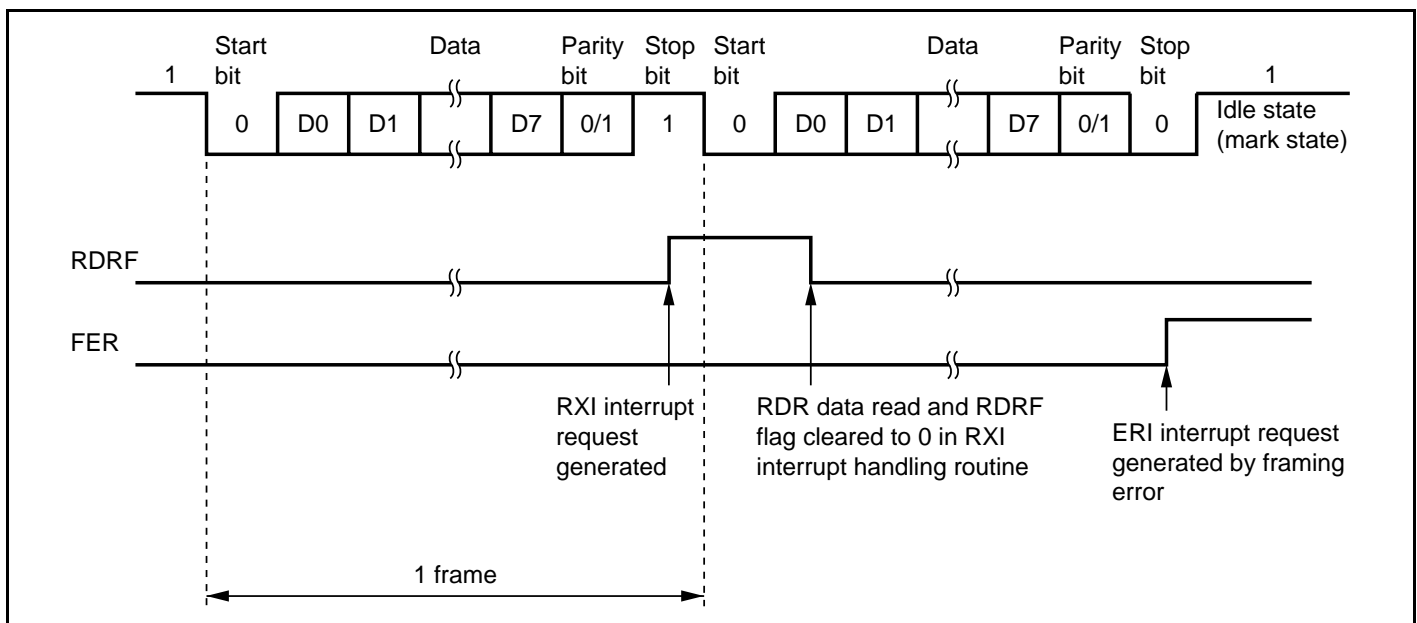 Start bit Data Parity bit Stop bit Start bit Data Parity bit Stop bit
1 0 D0 D1 D7 0/1 1 0 D0 D1 D7 0/1 0 1
Idle state
(mark state)
RDRF
FER
RXI interrupt
request
generated
RDR data read and RDRF
flag cleared to 0 in RXI
interrupt handling routine
ERI interrupt request
generated by framing
error
1 frame